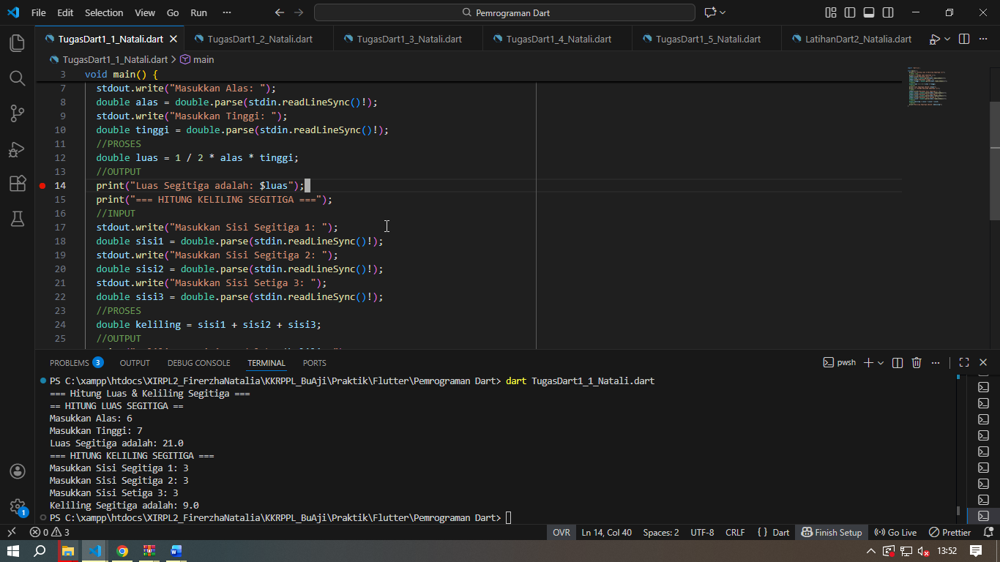 File Edit Selection View Go Run ··· Pemrograman Dart
TugasDart1_1_Natali.dart TugasDart1_2_Natali.dart TugasDart1_3_Natali.dart TugasDart1_4_Natali.dart TugasDart1_5_Natali.dart LatihanDart2_Natalia.dart
TugasDart1_1_Natali.dart > main
3 void main() {
7 stdout.write("Masukkan Alas: ");
8 double alas = double.parse(stdin.readLineSync()!);
9 stdout.write("Masukkan Tinggi: ");
10 double tinggi = double.parse(stdin.readLineSync()!);
11 //PROSES
12 double luas = 1 / 2 * alas * tinggi;
13 //OUTPUT
14 print("Luas Segitiga adalah: $luas");
15 print("=== HITUNG KELILING SEGITIGA ===");
16 //INPUT
17 stdout.write("Masukkan Sisi Segitiga 1: ");
18 double sisi1 = double.parse(stdin.readLineSync()!);
19 stdout.write("Masukkan Sisi Segitiga 2: ");
20 double sisi2 = double.parse(stdin.readLineSync()!);
21 stdout.write("Masukkan Sisi Setiga 3: ");
22 double sisi3 = double.parse(stdin.readLineSync()!);
23 //PROSES
24 double keliling = sisi1 + sisi2 + sisi3;
25 //OUTPUT
PROBLEMS 3 OUTPUT DEBUG CONSOLE TERMINAL PORTS pwsh
PS C:\xampp\htdocs\XIRPL2_FirerzhaNatalia\KKRPPL_BuAji\Praktik\Flutter\Pemrograman Dart> dart TugasDart1_1_Natali.dart
=== Hitung Luas & Keliling Segitiga ===
== HITUNG LUAS SEGITIGA ==
Masukkan Alas: 6
Masukkan Tinggi: 7
Luas Segitiga adalah: 21.0
=== HITUNG KELILING SEGITIGA ===
Masukkan Sisi Segitiga 1: 3
Masukkan Sisi Segitiga 2: 3
Masukkan Sisi Setiga 3: 3
Keliling Segitiga adalah: 9.0
PS C:\xampp\htdocs\XIRPL2_FirerzhaNatalia\KKRPPL_BuAji\Praktik\Flutter\Pemrograman Dart>
1
0 3 OVR Ln 14, Col 40 Spaces: 2 UTF-8 CRLF {} Dart Finish Setup Go Live Prettier
13:52